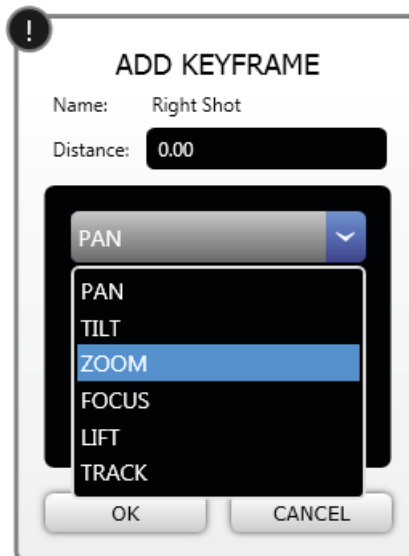 !
ADD KEYFRAME
Name: Right Shot
Distance: 0.00
PAN
PAN
TILT
ZOOM
FOCUS
LIFT
TRACK
OK CANCEL